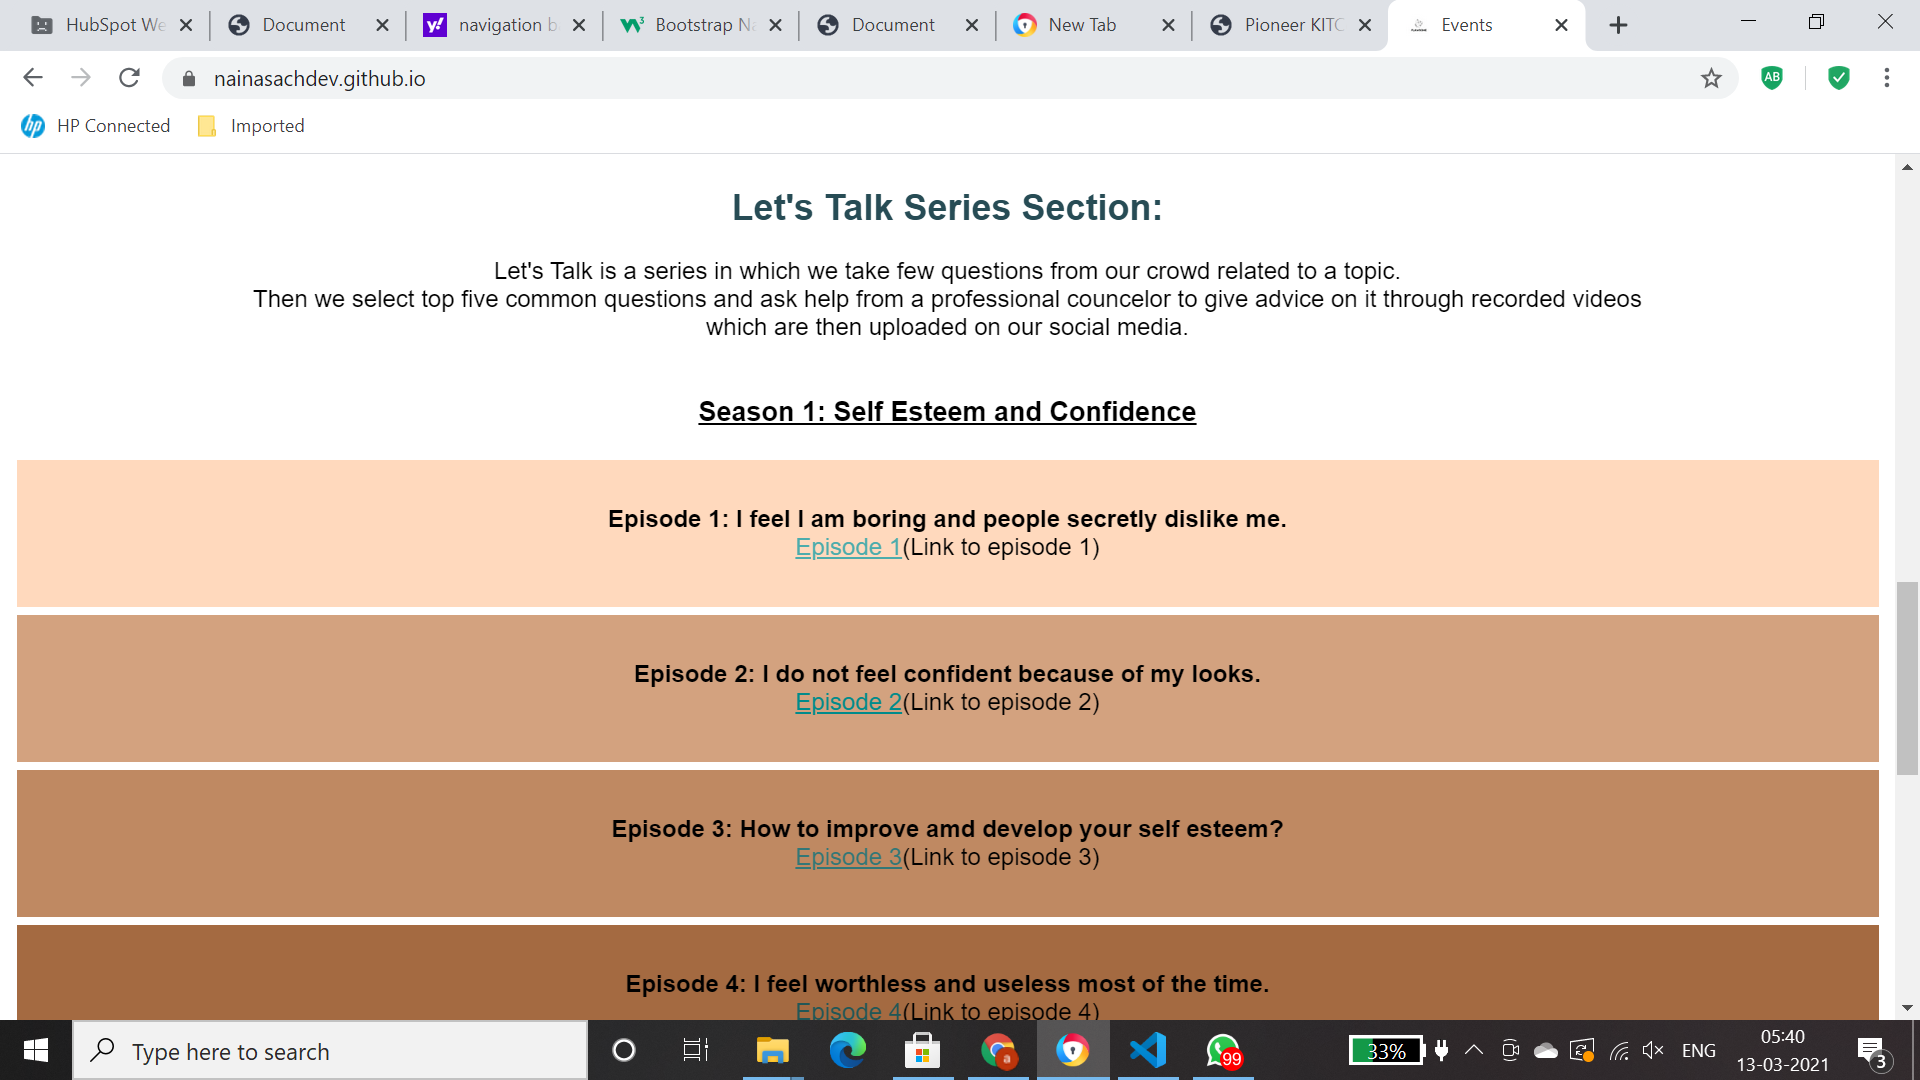 HubSpot We
Document
navigation b
Bootstrap Na
Document
New Tab
Pioneer KITC
Events
nainasachdev.github.io
AB
hp HP Connected
Imported
Let's Talk Series Section:
Let's Talk is a series in which we take few questions from our crowd related to a topic.
Then we select top five common questions and ask help from a professional councelor to give advice on it through recorded videos
which are then uploaded on our social media.
Season 1: Self Esteem and Confidence
Episode 1: I feel I am boring and people secretly dislike me.
Episode 1(Link to episode 1)
Episode 2: I do not feel confident because of my looks.
Episode 2(Link to episode 2)
Episode 3: How to improve amd develop your self esteem?
Episode 3(Link to episode 3)
Episode 4: I feel worthless and useless most of the time.
Episode 4(Link to episode 4)
Type here to search
a
99
33%
ENG
05:40
13-03-2021
3